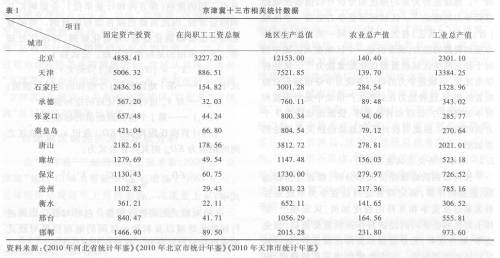 表1 京津冀十三市相关统计数据
项目 城市 固定资产投资 在岗职工工资总额 地区生产总值 农业总产值 工业总产值
北京 4858.41 3227.20 12153.00 140.40 2301.10
天津 5006.32 886.51 7521.85 139.70 13384.25
石家庄 2436.36 154.82 3001.28 284.54 1328.96
承德 567.20 32.03 760.11 89.48 343.02
张家口 657.48 44.24 800.34 94.06 285.77
秦皇岛 421.04 66.80 804.54 79.12 270.64
唐山 2182.61 178.56 3812.72 278.81 2021.01
廊坊 1279.69 49.54 1147.48 156.03 523.18
保定 1130.43 60.75 1730.00 279.97 726.52
沧州 1102.82 29.43 1801.23 217.36 785.16
衡水 361.21 22.11 652.11 141.65 306.52
邢台 840.47 41.71 1056.29 164.56 555.81
邯郸 1466.90 89.50 2015.28 231.80 973.60
资料来源:《2010年河北省统计年鉴》《2010年北京市统计年鉴》《2010年天津市统计年鉴》